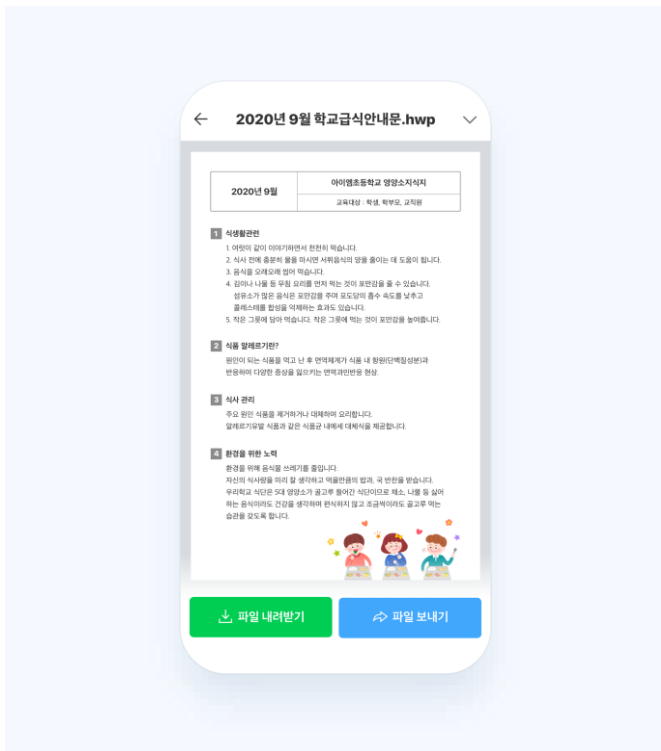 2020년 9월 학교급식안내문.hwp
2020년 9월
아이엠초등학교 영양소지식지
교육대상 : 학생, 학부모, 교직원
1 식생활관련
1. 여럿이 같이 이야기하면서 천천히 먹습니다.
2. 식사 전에 충분히 물을 마시면 서취음식의 양을 줄이는 데 도움이 됩니다.
3. 음식을 오래오래 씹어 먹습니다.
4. 김이나 나물 등 무침 요리를 먼저 먹는 것이 포만감을 줄 수 있습니다.
섬유소가 많은 음식은 포만감을 주며 포도당의 흡수 속도를 낮추고
콜레스테롤 합성을 억제하는 효과도 있습니다.
5. 작은 그릇에 담아 먹습니다. 작은 그릇에 먹는 것이 포만감을 높여줍니다.
2 식품 알레르기란?
원인이 되는 식품을 먹고 난 후 면역체계가 식품 내 항원(단백질성분)과
반응하여 다양한 증상을 일으키는 면역과민반응 현상.
3 식사 관리
주요 원인 식품을 제거하거나 대체하여 요리합니다.
알레르기유발 식품과 같은 식품균 내에세 대체식을 제공합니다.
4 환경을 위한 노력
환경을 위해 음식물 쓰레기를 줄입니다.
자신의 식사량을 미리 잘 생각하고 먹을만큼의 밥과, 국 반찬을 받습니다.
우리학교 식단은 5대 영양소가 골고루 들어간 식단이므로 채소, 나물 등 싫어
하는 음식이라도 건강을 생각하며 편식하지 않고 조금씩이라도 골고루 먹는
습관을 갖도록 합니다.
파일 내려받기
파일 보내기